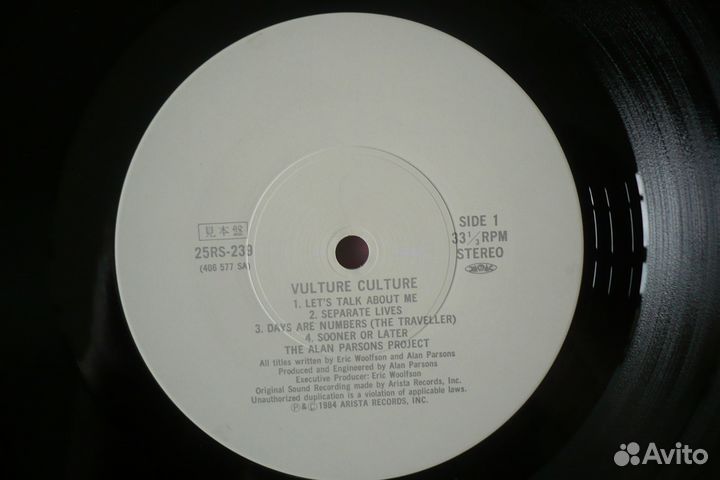 見本盤
25RS-239
(406 577 SA)
SIDE 1
33 1/3 RPM
STEREO
VULTURE CULTURE
1. LET'S TALK ABOUT ME
2. SEPARATE LIVES
3. DAYS ARE NUMBERS (THE TRAVELLER)
4. SOONER OR LATER
THE ALAN PARSONS PROJECT
All titles written by Eric Woolfson and Alan Parsons
Produced and Engineered by Alan Parsons
Executive Producer: Eric Woolfson
Original Sound Recording made by Arista Records, Inc.
Unauthorized duplication is a violation of applicable laws.
Ⓟ&Ⓒ 1984 ARISTA RECORDS, INC.
Avito